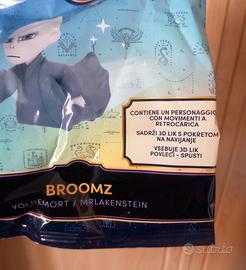 CONTIENE UN PERSONAGGIO
CON MOVIMENTI A
RETROCARICA
SADRŽI 3D LIK S POKRETOM
NA NAVIJANJE
VSEBUJE 3D LIK
POVLECI - SPUSTI
BROOMZ
VOLDEMORT / MRLAKENSTEIN
subito